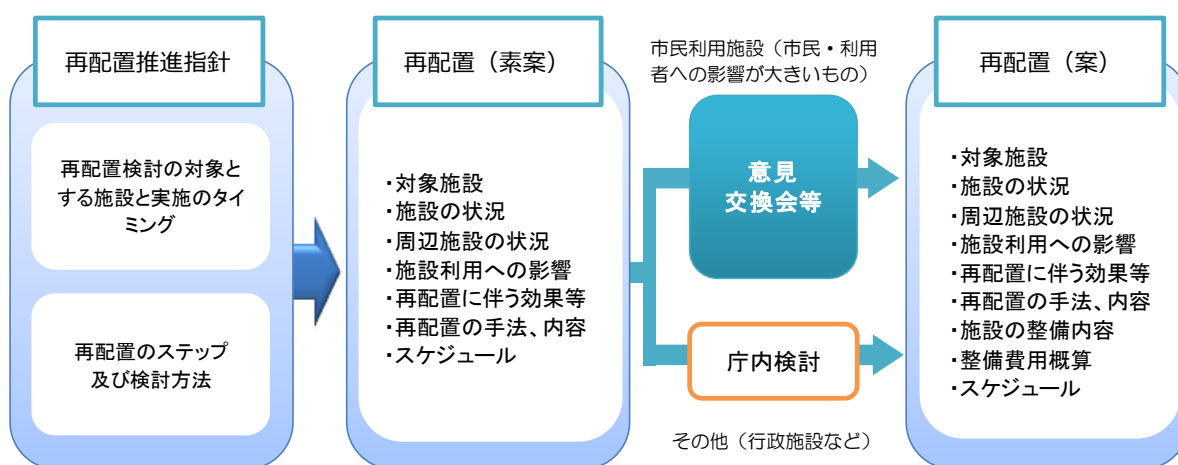 再配置推進指針
再配置検討の対象と
する施設と実施のタイ
ミング
再配置のステップ
及び検討方法
再配置（素案）
・対象施設
・施設の状況
・周辺施設の状況
・施設利用への影響
・再配置に伴う効果等
・再配置の手法、内容
・スケジュール
市民利用施設（市民・利用
者への影響が大きいもの）
意見
交換会等
庁内検討
その他（行政施設など）
再配置（案）
・対象施設
・施設の状況
・周辺施設の状況
・施設利用への影響
・再配置に伴う効果等
・再配置の手法、内容
・施設の整備内容
・整備費用概算
・スケジュール